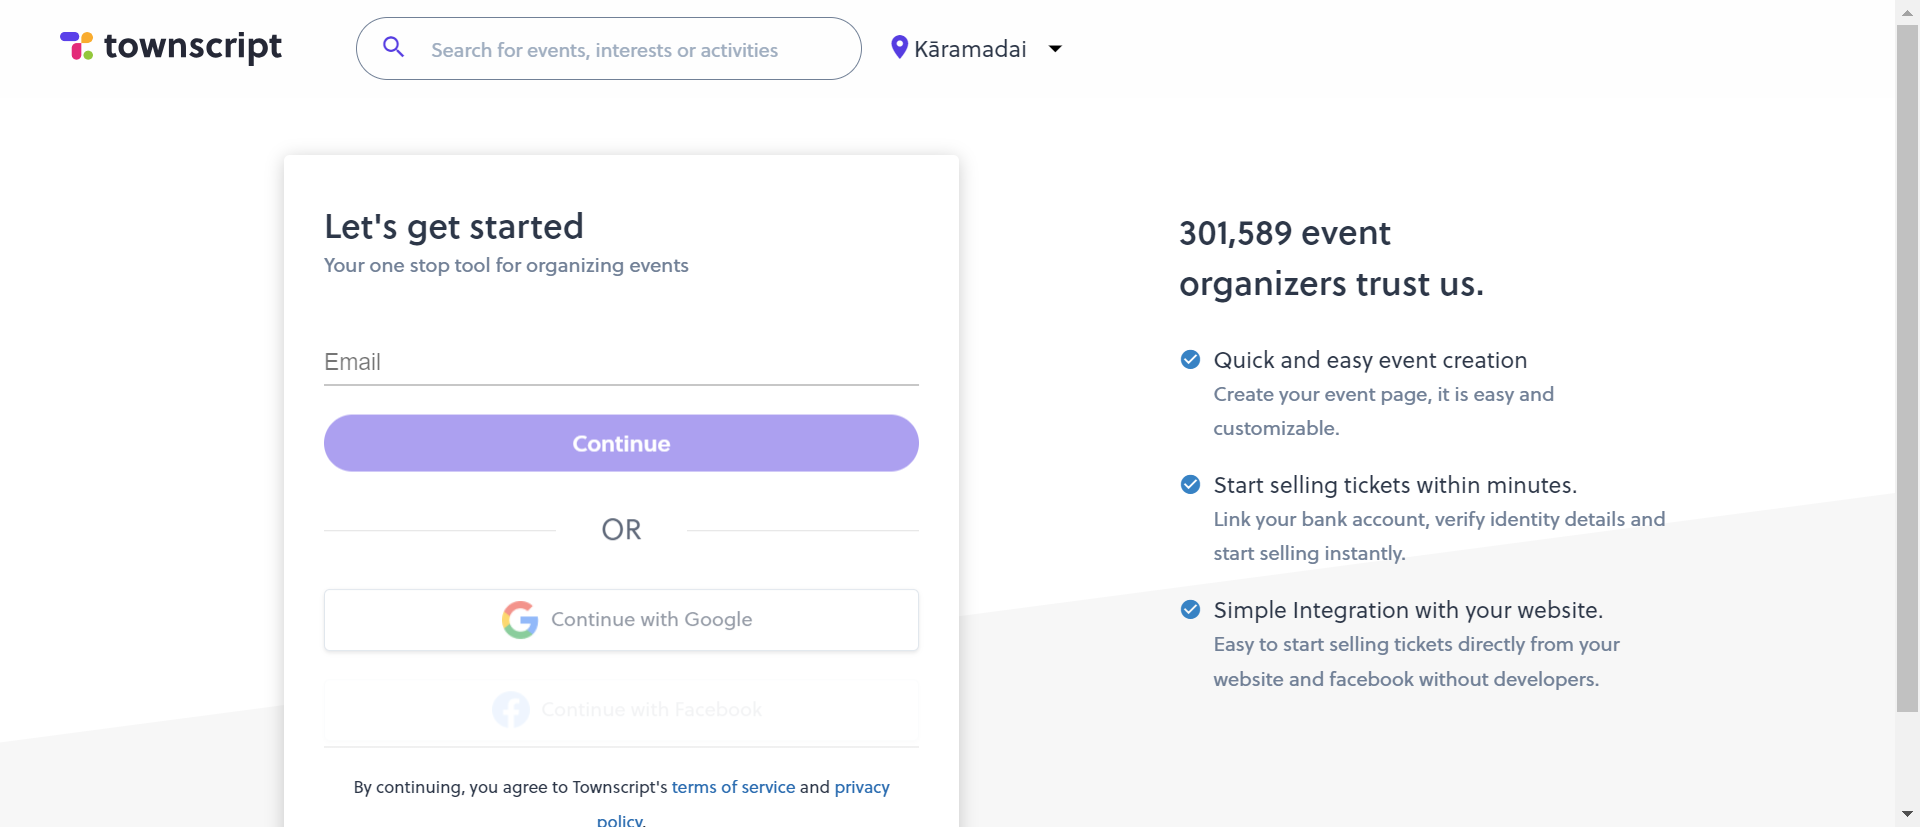 townscript
Search for events, interests or activities
Kāramadai
Let's get started
Your one stop tool for organizing events
Email
Continue
OR
Continue with Google
Continue with Facebook
By continuing, you agree to Townscript's terms of service and privacy
policy.
301,589 event
organizers trust us.
Quick and easy event creation
Create your event page, it is easy and
customizable.
Start selling tickets within minutes.
Link your bank account, verify identity details and
start selling instantly.
Simple Integration with your website.
Easy to start selling tickets directly from your
website and facebook without developers.